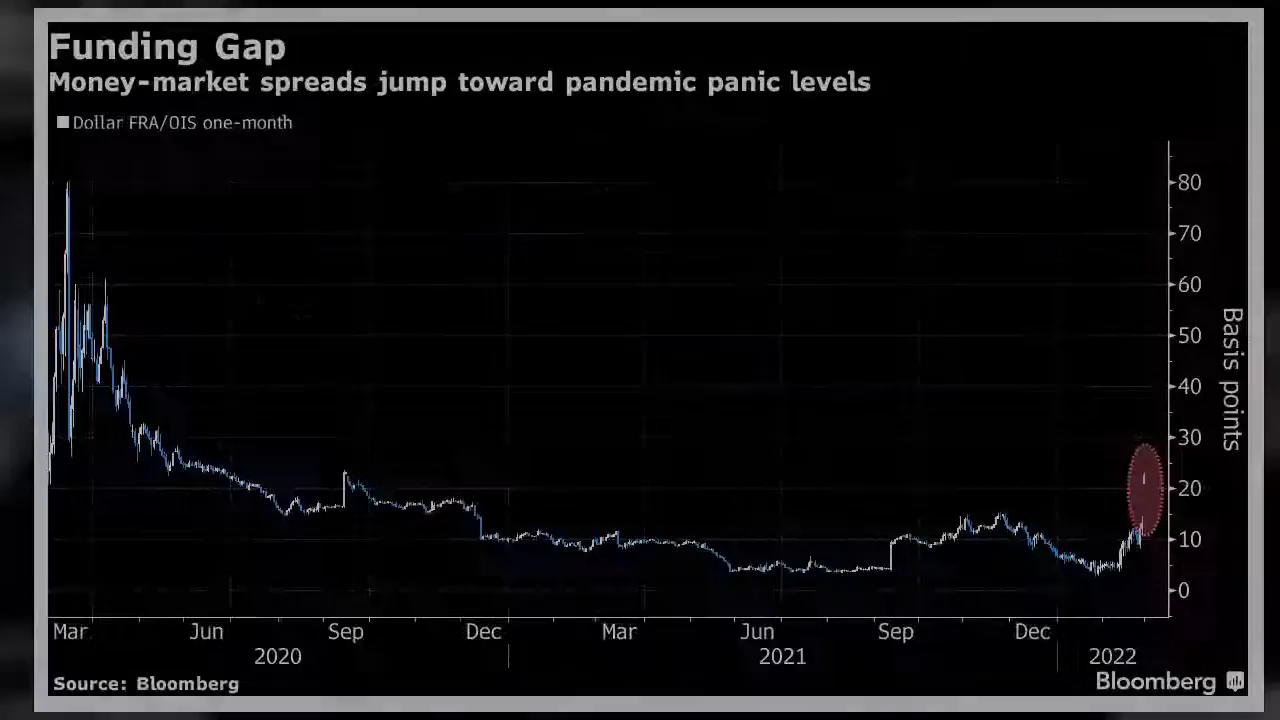 Funding Gap
Money-market spreads jump toward pandemic panic levels
Dollar FRA/OIS one-month
80
70
60
50
40
30
20
10
0
Basis points
Mar Jun Sep Dec Mar Jun Sep Dec
2020 2021 2022
Source: Bloomberg
Bloomberg